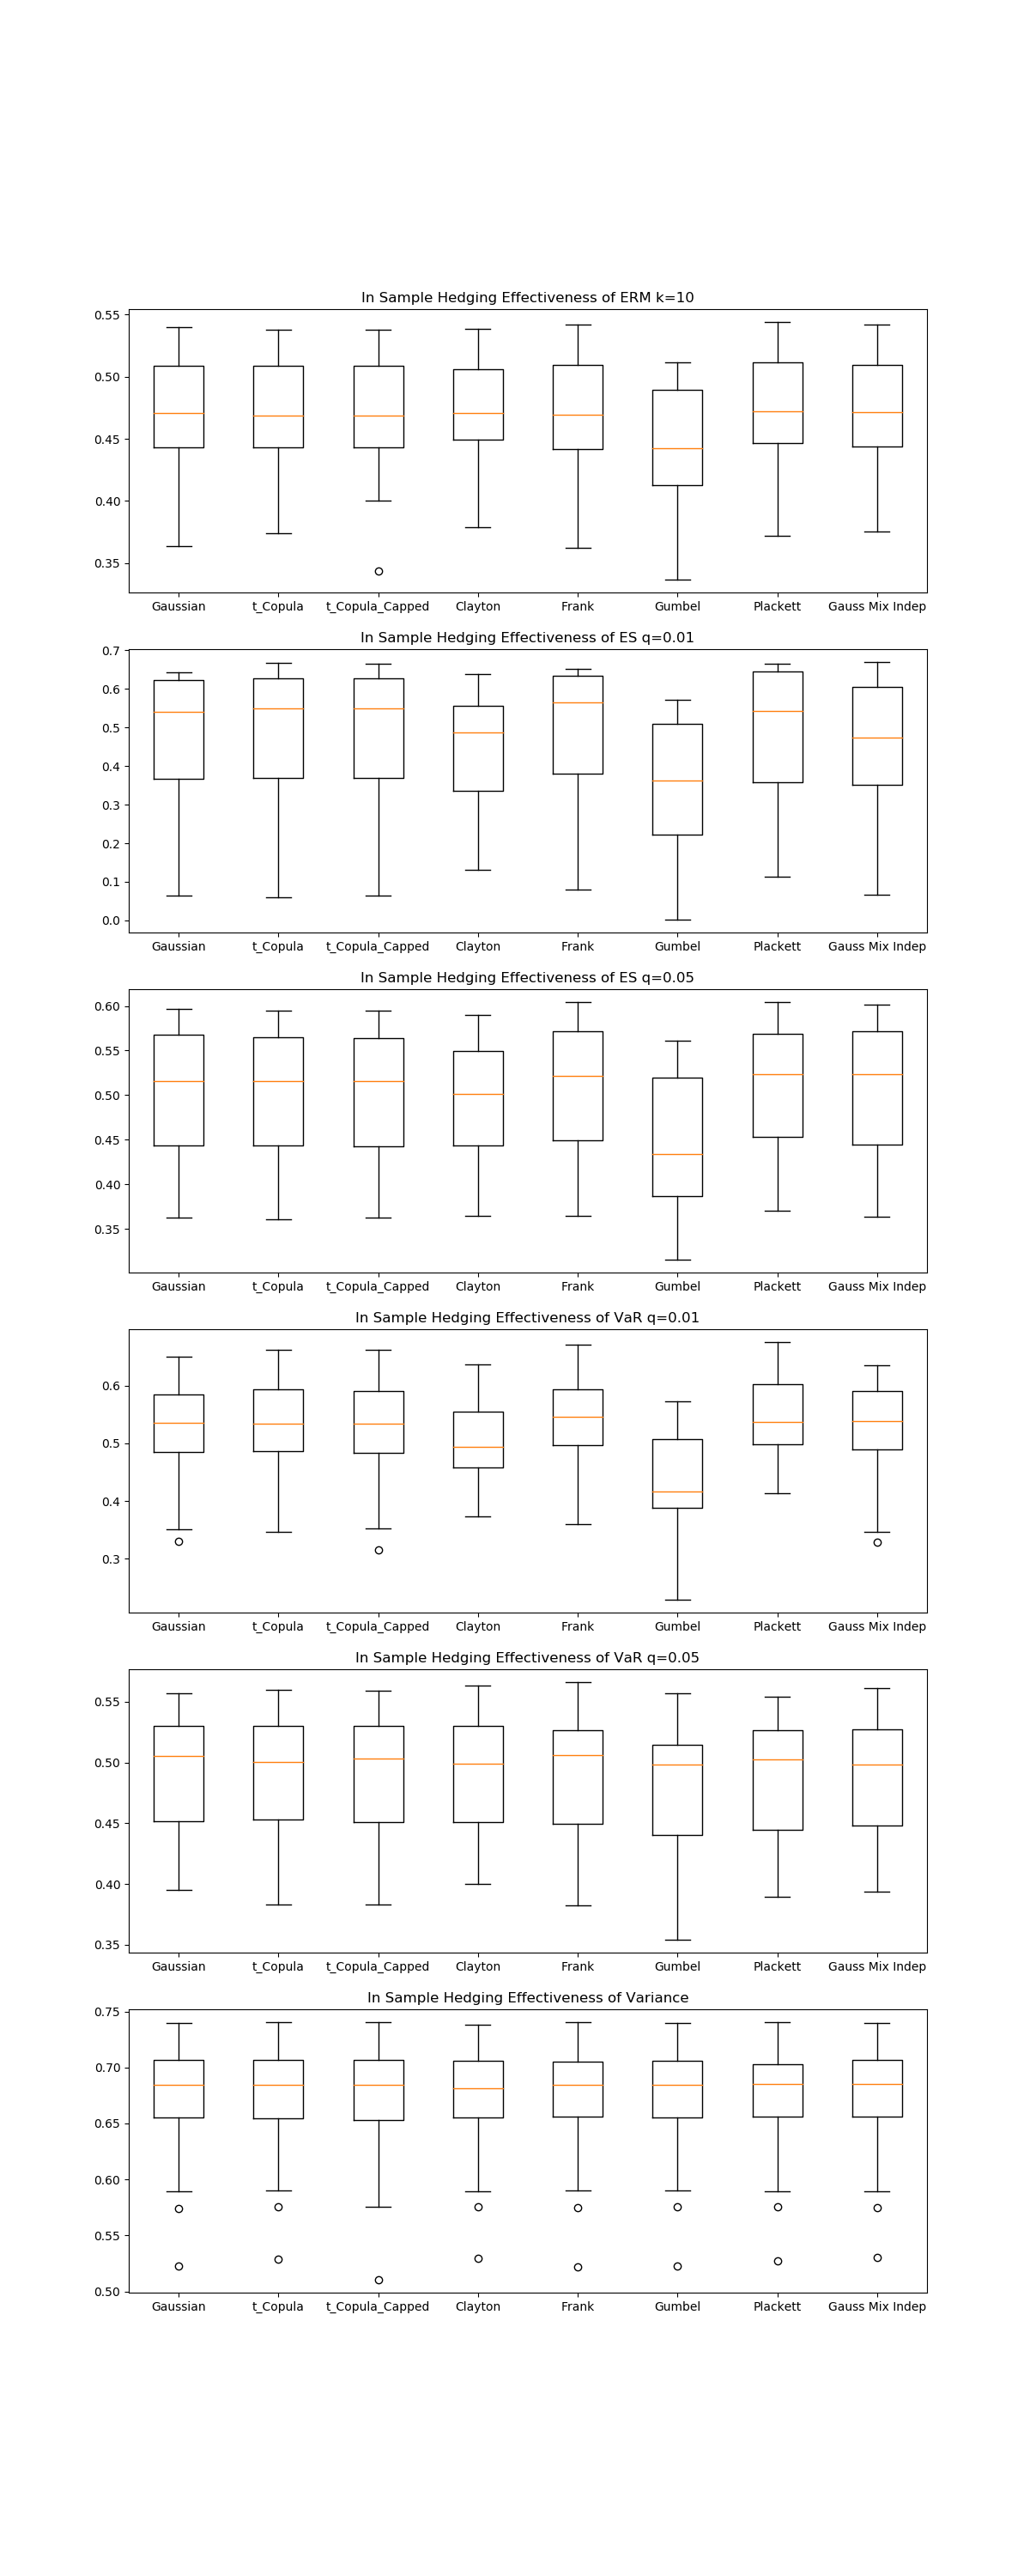 In Sample Hedging Effectiveness of ERM k=10
0.55
0.50
0.45
0.40
0.35
Gaussian t_Copula t_Copula_Capped Clayton Frank Gumbel Plackett Gauss Mix Indep
In Sample Hedging Effectiveness of ES q=0.01
0.7
0.6
0.5
0.4
0.3
0.2
0.1
0.0
Gaussian t_Copula t_Copula_Capped Clayton Frank Gumbel Plackett Gauss Mix Indep
In Sample Hedging Effectiveness of ES q=0.05
0.60
0.55
0.50
0.45
0.40
0.35
Gaussian t_Copula t_Copula_Capped Clayton Frank Gumbel Plackett Gauss Mix Indep
In Sample Hedging Effectiveness of VaR q=0.01
0.6
0.5
0.4
0.3
Gaussian t_Copula t_Copula_Capped Clayton Frank Gumbel Plackett Gauss Mix Indep
In Sample Hedging Effectiveness of VaR q=0.05
0.55
0.50
0.45
0.40
0.35
Gaussian t_Copula t_Copula_Capped Clayton Frank Gumbel Plackett Gauss Mix Indep
In Sample Hedging Effectiveness of Variance
0.75
0.70
0.65
0.60
0.55
0.50
Gaussian t_Copula t_Copula_Capped Clayton Frank Gumbel Plackett Gauss Mix Indep